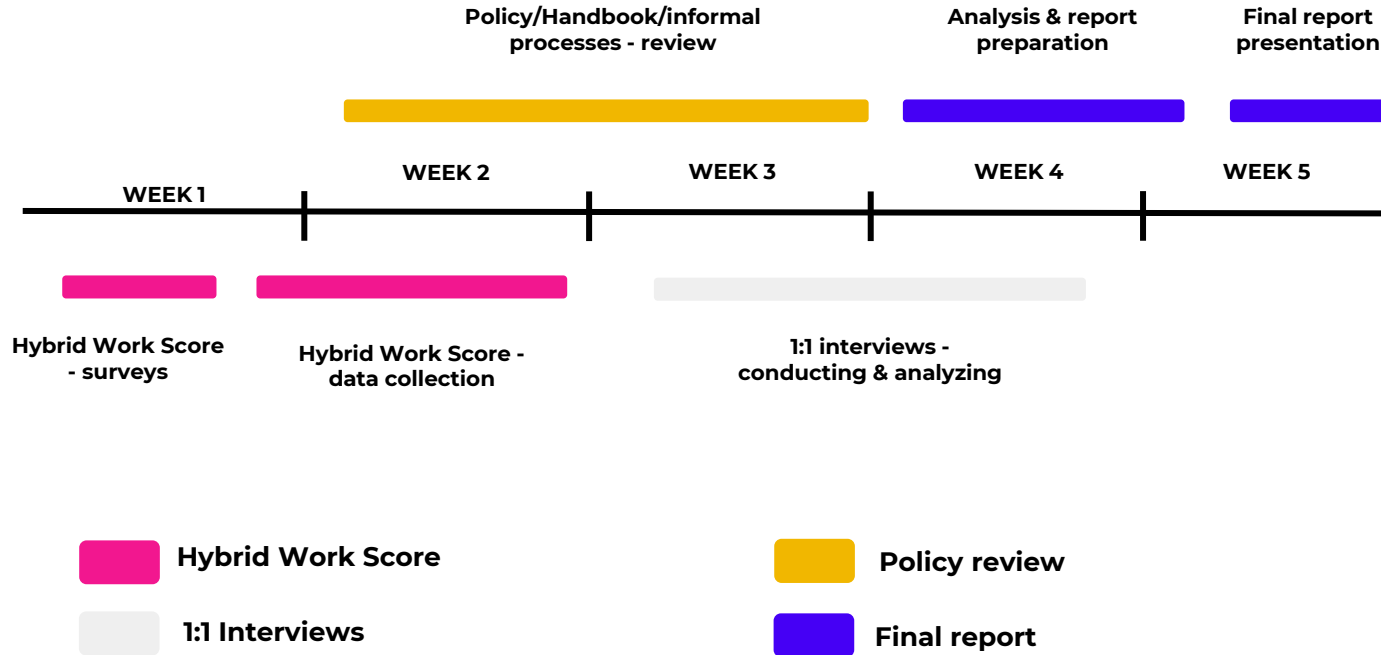 Policy/Handbook/informal
processes - review
Analysis & report
preparation
Final report
presentation
WEEK 1
WEEK 2
WEEK 3
WEEK 4
WEEK 5
Hybrid Work Score
- surveys
Hybrid Work Score -
data collection
1:1 interviews -
conducting & analyzing
Hybrid Work Score
Policy review
1:1 Interviews
Final report